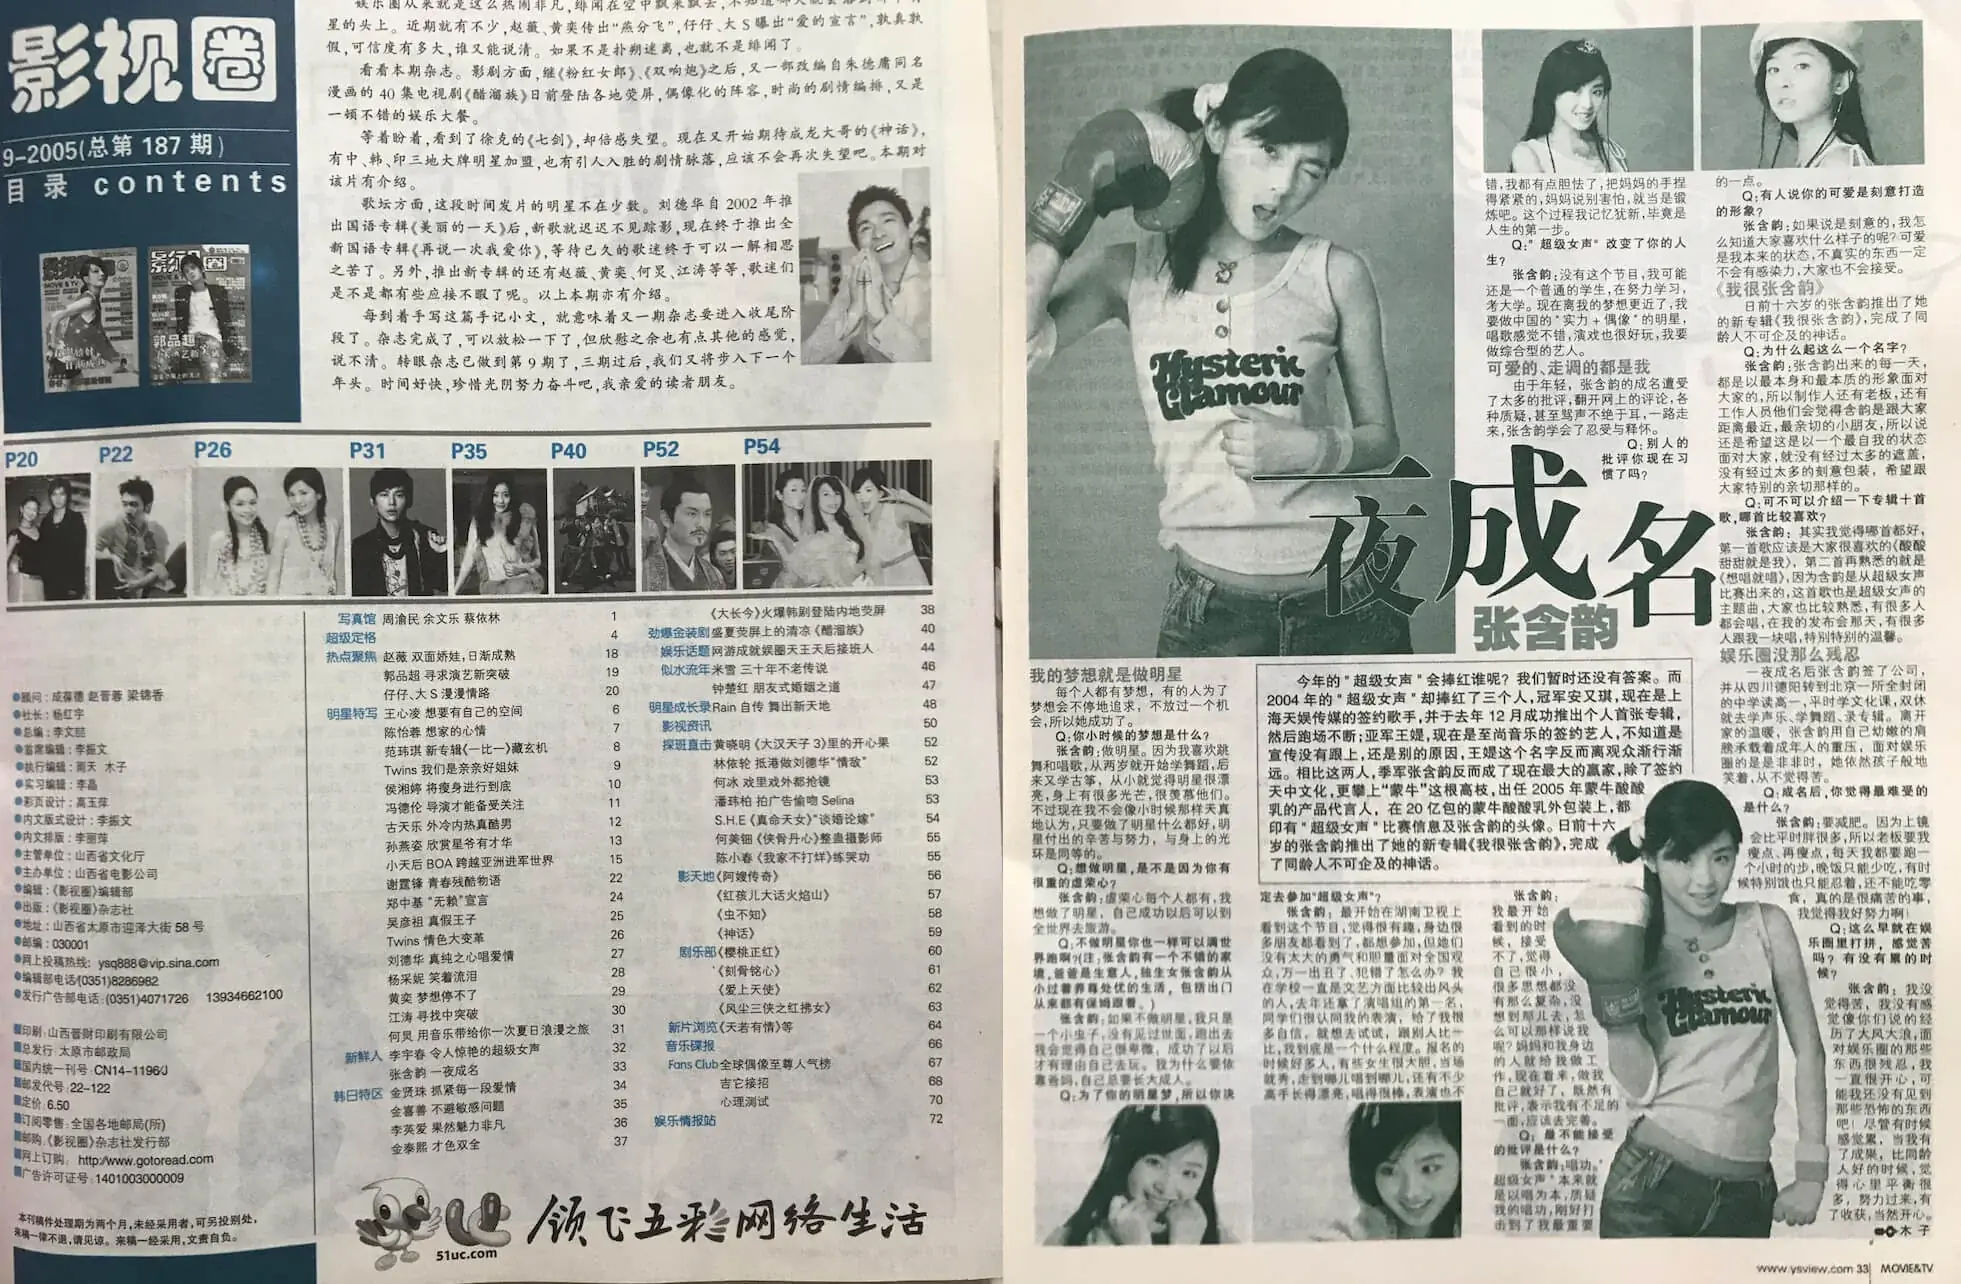 娱乐圈从来就是这么热闹非凡,绯闻在空中飘来飘去,
星的头上。近期就有不少,赵薇、黄奕传出“燕分飞”,仔仔、大S曝出“爱的宣言”,孰真孰
假,可信度有多大,谁又能说清。如果不是扑朔迷离,也就不是绯闻了。
看看本期杂志。影剧方面,继《粉红女郎》、《双响炮》之后,又一部改编自朱德庸同名
漫画的40集电视剧《醋溜族》日前登陆各地荧屏,偶像化的阵容,时尚的剧情编排,又是
一顿不错的娱乐大餐。
等着盼着,看到了徐克的《七剑》,却倍感失望。现在又开始期待成龙大哥的《神话》,
有中、韩、印三地大牌明星加盟,也有引人入胜的剧情脉落,应该不会再次失望吧。本期对
该片有介绍。
歌坛方面,这段时间发片的明星不在少数。刘德华自2002年推
出国语专辑《美丽的一天》后,新歌就迟迟不见踪影,现在终于推出全
新国语专辑《再说一次我爱你》,等待已久的歌迷终于可以一解相思
之苦了。另外,推出新专辑的还有赵薇、黄奕、何炅、江涛等等,歌迷们
是不是都有些应接不暇了呢。以上本期亦有介绍。
每到着手写这篇手记小文,就意味着又一期杂志要进入收尾阶
段了。杂志完成了,可以放松一下了,但欣慰之余也有点其他的感觉,
说不清。转眼杂志已做到第9期了,三期过后,我们又将步入下一个
年头。时间好快,珍惜光阴努力奋斗吧,我亲爱的读者朋友。
影视圈
9-2005(总第187期)
目录 contents
影视圈
MOVIE & TV
郭品超
P20 P22 P26 P31 P35 P40 P52 P54
顾问:成葆德 赵晋蓉 梁锦香
社长:杨红宇
总编:李文喆
首席编辑:李振文
执行编辑:雨天 木子
实习编辑:李晶
彩页设计:高玉萍
内文版式设计:李振文
内文排版:李丽萍
主管单位:山西省文化厅
主办单位:山西省电影公司
编辑:《影视圈》编辑部
出版:《影视圈》杂志社
地址:山西省太原市迎泽大街58号
邮编:030001
网上投稿热线:ysq888@vip.sina.com
编辑部电话:(0351)8286982
发行广告部电话:(0351)4071726 13934662100
印刷:山西晋财印刷有限公司
总发行:太原市邮政局
国内统一刊号:CN14-1196/J
邮发代号:22-122
定价:6.50
订阅零售:全国各地邮局(所)
邮购:《影视圈》杂志社发行部
网上订购:http://www.gotoread.com
广告许可证号:1401003000009
本刊稿件处理期为两个月,未经采用者,可另投别处,
来稿一律不退,请见谅。来稿一经采用,文责自负。
写真馆 周渝民 余文乐 蔡依林 1
超级定格 4
热点聚焦 赵薇 双面娇娃,日渐成熟 18
郭品超 寻求演艺新突破 19
仔仔、大S漫漫情路 20
明星特写 王心凌 想要有自己的空间 6
陈怡蓉 想家的心情 7
范玮琪 新专辑《一比一》藏玄机 8
Twins 我们是亲亲好姐妹 9
侯湘婷 将瘦身进行到底 10
冯德伦 导演才能备受关注 11
古天乐 外冷内热真酷男 12
孙燕姿 欣赏星爷有才华 13
小天后BOA 跨越亚洲进军世界 15
谢霆锋 青春残酷物语 22
郑中基 “无赖”宣言 24
吴彦祖 真假王子 25
Twins 情色大变革 26
刘德华 真纯之心唱爱情 27
杨采妮 笑着流泪 28
黄奕 梦想停不了 29
江涛 寻找中突破 30
何炅 用音乐带给你一次夏日浪漫之旅 31
新鲜人 李宇春 令人惊艳的超级女声 32
张含韵 一夜成名 33
韩日特区 金贤珠 抓紧每一段爱情 34
金喜善 不避敏感问题 35
李英爱 果然魅力非凡 36
金泰熙 才色双全 37
《大长今》火爆韩剧登陆内地荧屏 38
劲爆金装剧 盛夏荧屏上的清凉《醋溜族》 40
娱乐话题 网游成就娱圈天王天后接班人 44
似水流年 米雪 三十年不老传说 46
钟楚红 朋友式婚姻之道 47
明星成长录 Rain 自传 舞出新天地 48
影视资讯 50
探班直击 黄晓明《大汉天子3》里的开心果 52
林依轮 抵港做刘德华“情敌” 52
何冰 戏里戏外都抢镜 53
潘玮柏 拍广告偷吻Selina 53
S.H.E《真命天女》“谈婚论嫁” 54
何美钿《侠骨丹心》整蛊摄影师 55
陈小春《我家不打烊》练哭功 55
影天地 《阿嫂传奇》 56
《红孩儿大话火焰山》 57
《虫不知》 58
《神话》 59
剧乐部 《樱桃正红》 60
《刻骨铭心》 61
《爱上天使》 62
《风尘三侠之红拂女》 63
新片浏览 《天若有情》等 64
音乐碟报 66
Fans Club 全球偶像至尊人气榜 67
吉它接招 68
心理测试 70
娱乐情报站 72
UC
51uc.com
领飞五彩网络生活
Hysteric
Glamour
一夜成名
张含韵
今年的“超级女声”会捧红谁呢?我们暂时还没有答案。而
2004年的“超级女声”却捧红了三个人,冠军安又琪,现在是上
海天娱传媒的签约歌手,并于去年12月成功推出个人首张专辑,
然后跑场不断;亚军王媞,现在是至尚音乐的签约艺人,不知道是
宣传没有跟上,还是别的原因,王媞这个名字反而离观众渐行渐
远。相比这两人,季军张含韵反而成了现在最大的赢家,除了签约
天中文化,更攀上“蒙牛”这根高枝,出任2005年蒙牛酸酸
乳的产品代言人,在20亿包的蒙牛酸酸乳外包装上,都
印有“超级女声”比赛信息及张含韵的头像。日前十六
岁的张含韵推出了她的新专辑《我很张含韵》,完成
了同龄人不可企及的神话。
我的梦想就是做明星
每个人都有梦想,有的人为了
梦想会不停地追求,不放过一个机
会,所以她成功了。
Q:你小时候的梦想是什么?
张含韵:做明星。因为我喜欢跳
舞和唱歌,从两岁就开始学舞蹈,后
来又学古筝,从小就觉得明星很漂
亮,身上有很多光芒,很羡慕他们。
不过现在我不会像小时候那样天真
地认为,只要做了明星什么都好,明
星付出的辛苦与努力,与身上的光
环是同等的。
Q:想做明星,是不是因为你有
很重的虚荣心?
张含韵:虚荣心每个人都有,我
想做了明星,自己成功以后可以到
全世界去旅游。
Q:不做明星你也一样可以满世
界跑啊?(注:张含韵有一个不错的家
境,爸爸是生意人,独生女张含韵从
小过着养尊处优的生活,包括出门
从来都有保姆跟着。)
张含韵:如果不做明星,我只是
一个小虫子,没有见过世面,跑出去
我会觉得自己很卑微,成功了以后
才有理由自己去玩。我为什么要依
靠爸妈,自己总要长大成人。
Q:为了你的明星梦,所以你决
定去参加“超级女声”?
张含韵:最开始在湖南卫视上
看到这个节目,觉得很有趣,身边很
多朋友都看到了,都想参加,但她们
没有太大的勇气和胆量面对全国观
众,万一出丑了、犯错了怎么办?我
在学校一直是文艺方面比较出风头
的人,去年还拿了演唱组的第一名,
同学们很认同我的表演,给了我很
多自信,就想去试试,跟别人比一
比,我到底是一个什么程度。报名的
时候好多人,有些女生很大胆,当场
就秀,走到哪儿唱到哪儿,还有不少
高手长得漂亮,唱得很棒,表演也不
错,我都有点胆怯了,把妈妈的手捏
得紧紧的,妈妈说别害怕,就当是锻
炼吧。这个过程我记忆犹新,毕竟是
人生的第一步。
Q:“超级女声”改变了你的人
生?
张含韵:没有这个节目,我可能
还是一个普通的学生,在努力学习,
考大学。现在离我的梦想更近了,我
要做中国的“实力+偶像”的明星,
唱歌感觉不错,演戏也很好玩,我要
做综合型的艺人。
可爱的、走调的都是我
由于年轻,张含韵的成名遭受
了太多的批评,翻开网上的评论,各
种质疑,甚至骂声不绝于耳,一路走
来,张含韵学会了忍受与释怀。
Q:别人的
批评你现在习
惯了吗?
张含韵:
我最开始
看到的时
候,接受
不了,觉得
自己很小,
很多思想都没
有那么复杂,没
想到那儿去,怎
么可以那样说我
呢?妈妈和我身边
的人就给我做工
作,现在看来,做我
自己就好了,既然有
批评,表示我有不足的
一面,应该去完善。
Q:最不能接受
的批评是什么?
张含韵:唱功。“
超级女声”本来就
是以唱为本,质疑
我的唱功,刚好打
击到了我最重要
的一点。
Q:有人说你的可爱是刻意打造
的形象?
张含韵:如果说是刻意的,我怎
么知道大家喜欢什么样子的呢?可爱
是我本来的状态,不真实的东西一定
不会有感染力,大家也不会接受。
《我很张含韵》
日前十六岁的张含韵推出了她
的新专辑《我很张含韵》,完成了同
龄人不可企及的神话。
Q:为什么起这么一个名字?
张含韵:张含韵出来的每一天,
都是以最本身和最本质的形象面对
大家的,所以制作人还有老板,还有
工作人员他们会觉得含韵是跟大家
距离最近,最亲切的小朋友,所以说
还是希望这是以一个最自我的状态
面对大家,就没有经过太多的遮盖,
没有经过太多的刻意包装,希望跟
大家特别的亲切那样的。
Q:可不可以介绍一下专辑十首
歌,哪首比较喜欢?
张含韵:其实我觉得哪首都好,
第一首歌应该是大家很喜欢的《酸酸
甜甜就是我》,第二首再熟悉的就是
《想唱就唱》,因为含韵是从超级女声
比赛出来的,这首歌也是超级女声的
主题曲,大家也比较熟悉,有很多人
都会唱,在我的发布会那天,有很多
人跟我一块唱,特别特别的温馨。
娱乐圈没那么残忍
一夜成名后张含韵签了公司,
并从四川德阳转到北京一所全封闭
的中学读高一,平时学文化课,双休
就去学声乐、学舞蹈、录专辑。离开
家的温暖,张含韵用自己幼嫩的肩
膀承载着成年人的重压,面对娱乐
圈的是是非非时,她依然孩子般地
笑着,从不觉得苦。
Q:成名后,你觉得最难受的
是什么?
张含韵:要减肥。因为上镜
会比平时胖很多,所以老板要我
瘦点、再瘦点,每天我都要跑一
个小时的步,晚饭只能少吃,有时
候特别饿也只能忍着,还不能吃零
食,真的是很痛苦的事,
我觉得我好努力啊!
Q:这么早就在娱
乐圈里打拼,感觉苦
吗?有没有累的时
候?
张含韵:我没
觉得苦,我没有感
觉像你们说的经
历了大风大浪,面
对娱乐圈的那些
东西很残忍,我
一直很开心,可
能我还没有见到
那些恐怖的东西
吧!尽管有时候
感觉累,当我有
了成果,比同龄
人好的时候,觉
得心里平衡很
多,努力过来,有
了收获,当然开心。
木子
Hysteric
Glamour
www.ysview.com 33 MOVIE&TV